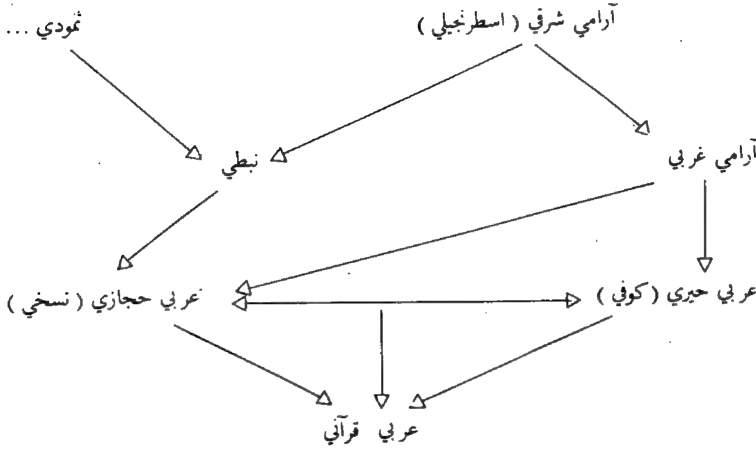 آرامي شرقي ( اسطرنجيلي )
ثمودي ...
آرامي غربي
نبطي
عربي حيري ( كوفي )
عربي حجازي ( نسخي )
عربي قرآني